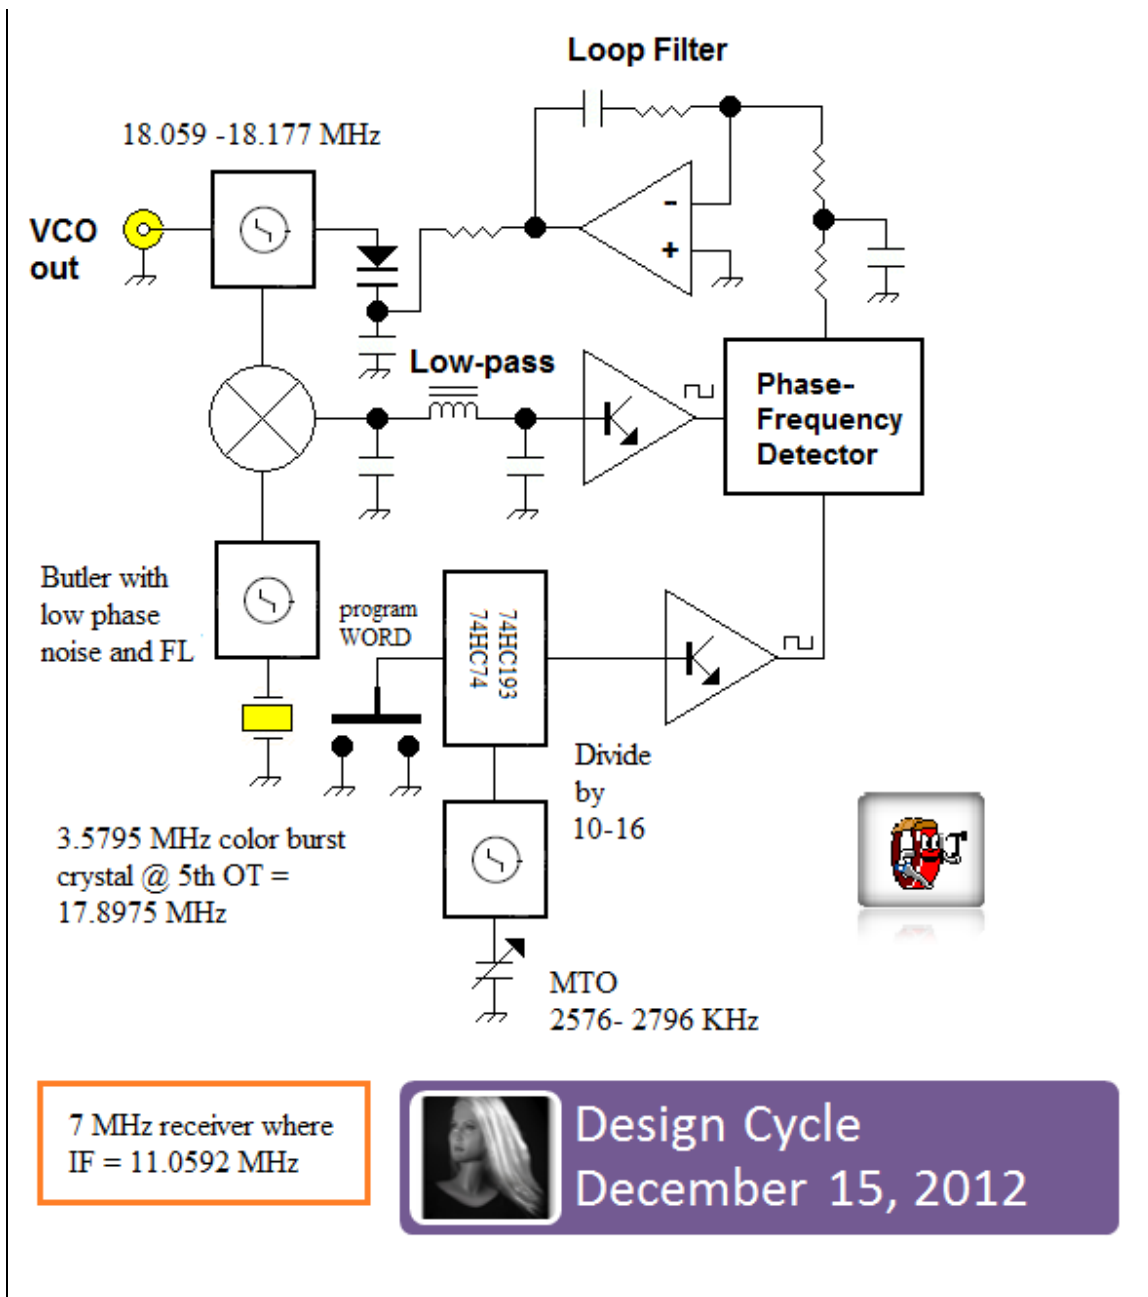 Loop Filter
18.059 -18.177 MHz
VCO
out
-
+
Low-pass
Phase-
Frequency
Detector
Butler with
low phase
noise and FL
program
WORD
74HC193
74HC74
Divide
by
10-16
3.5795 MHz color burst
crystal @ 5th OT =
17.8975 MHz
MTO
2576- 2796 KHz
7 MHz receiver where
IF = 11.0592 MHz
Design Cycle
December 15, 2012